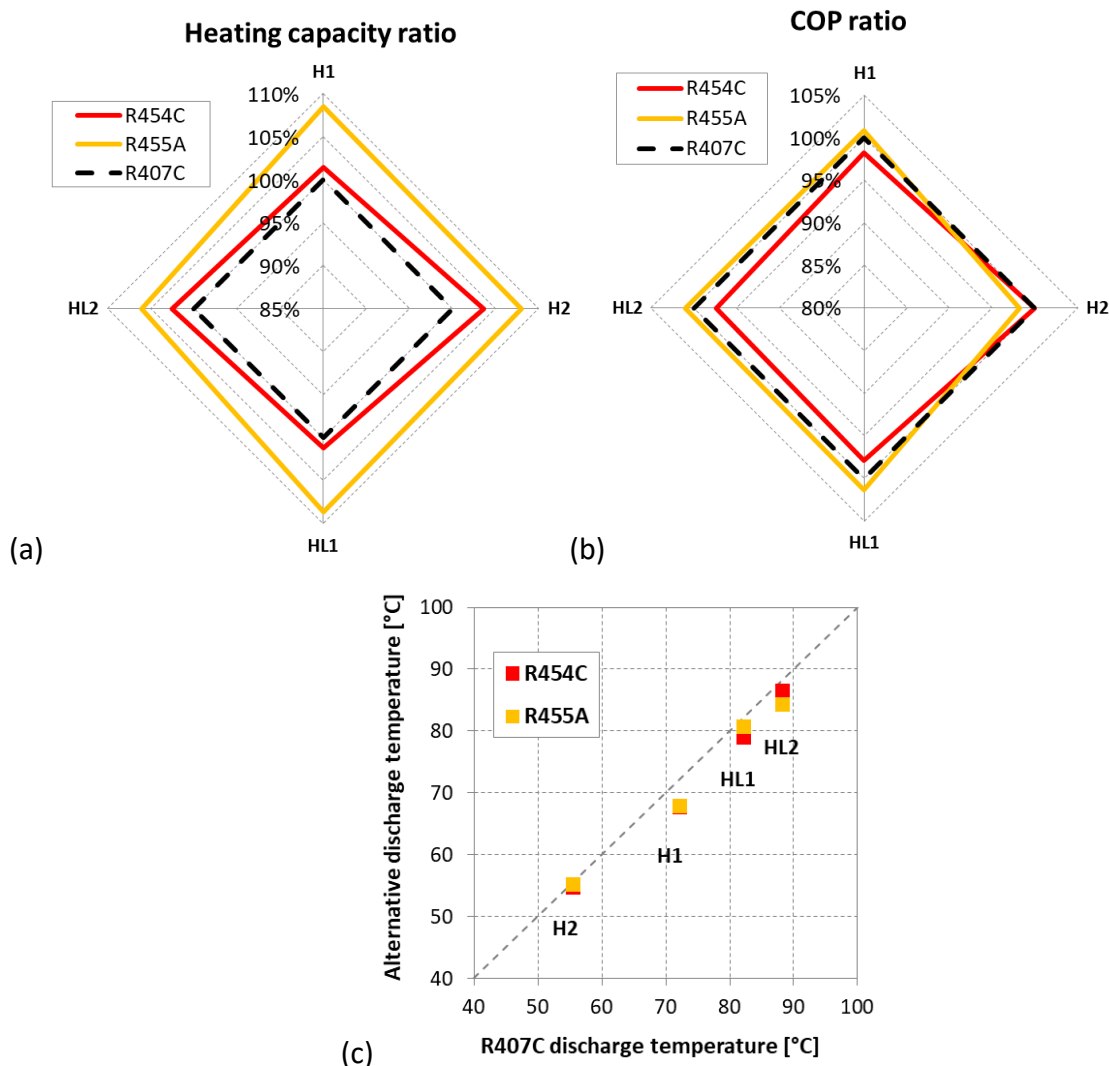 (a)
Heating capacity ratio
R454C
R455A
R407C
H1
110%
105%
100%
95%
90%
85%
HL2
H2
HL1
(b)
COP ratio
R454C
R455A
R407C
H1
105%
100%
95%
90%
85%
80%
HL2
H2
HL1
Alternative discharge temperature [°C]
100
90
80
70
60
50
40
R454C
R455A
HL2
HL1
H1
H2
40 50 60 70 80 90 100
(c)
R407C discharge temperature [°C]